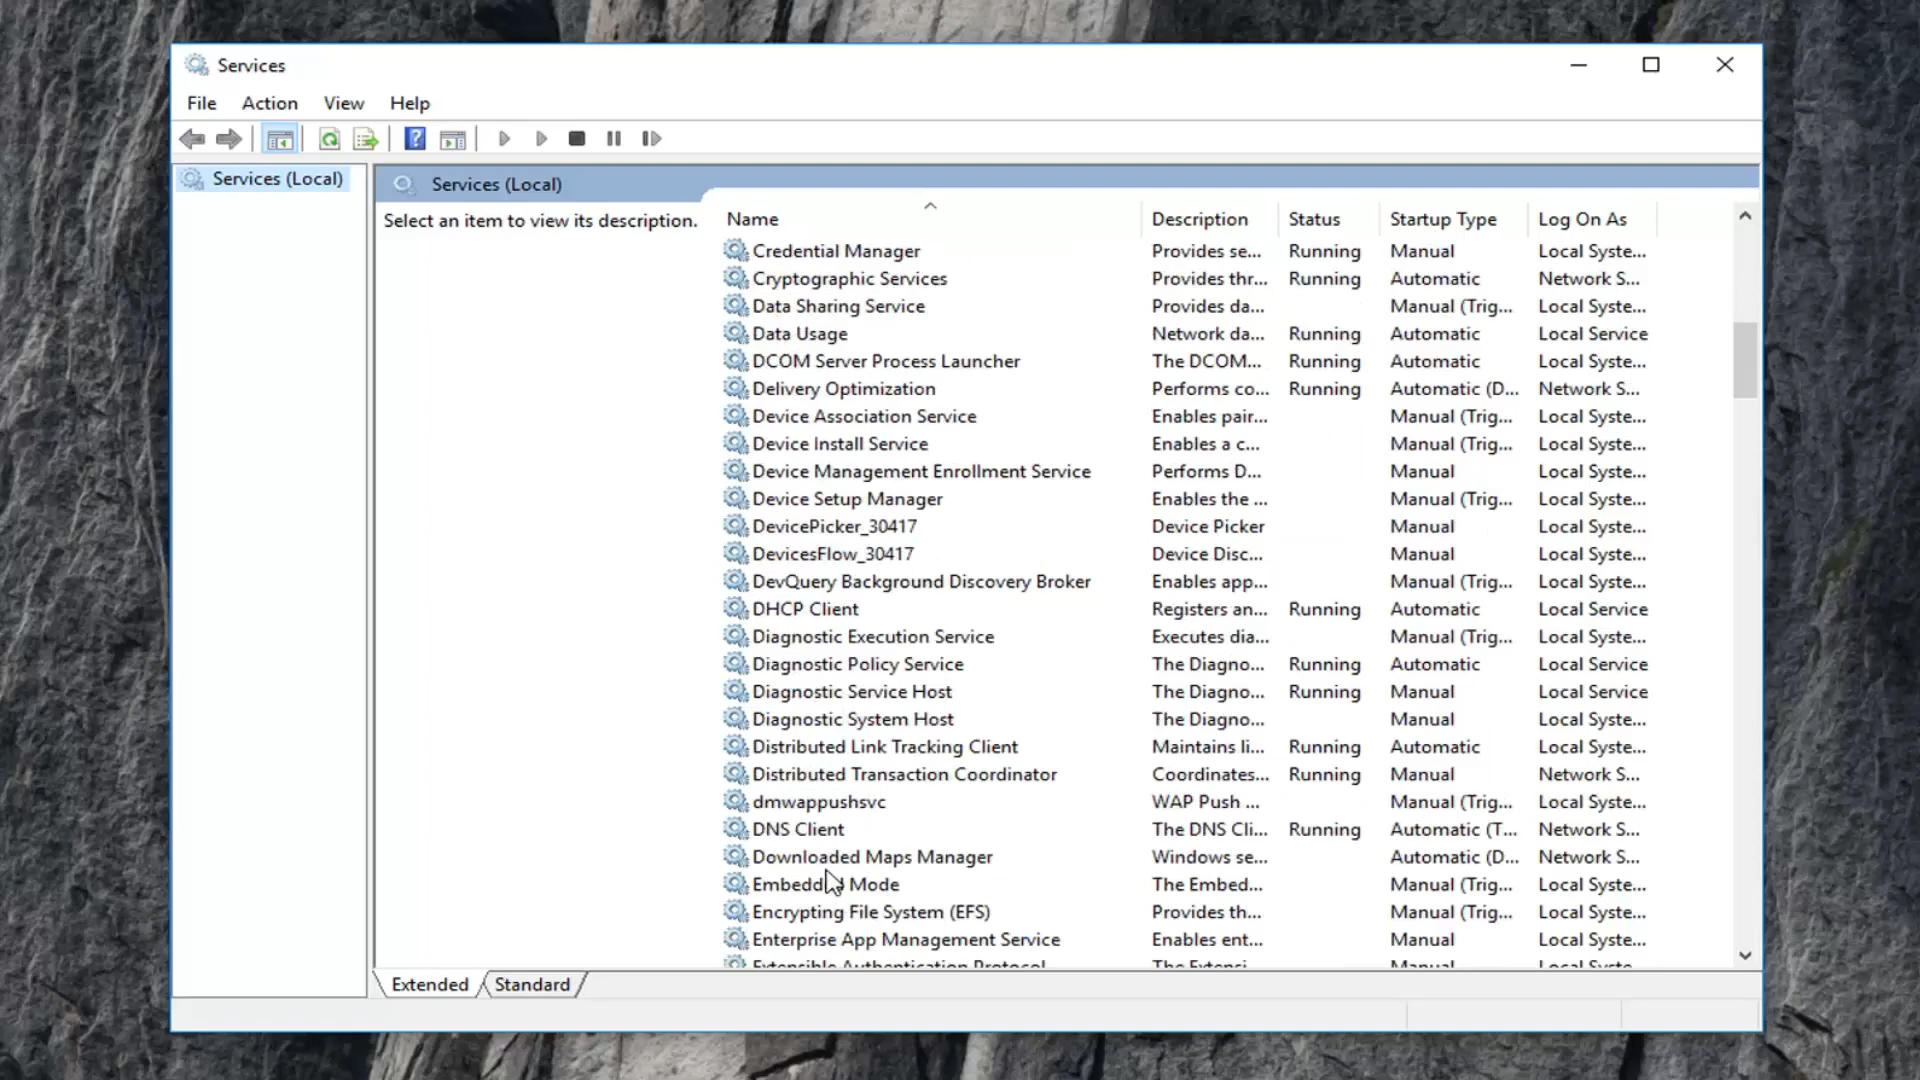 Services
File Action View Help
Services (Local)
Services (Local)
Select an item to view its description.
Name Description Status Startup Type Log On As
Credential Manager Provides se... Running Manual Local Syste...
Cryptographic Services Provides thr... Running Automatic Network S...
Data Sharing Service Provides da... Manual (Trig... Local Syste...
Data Usage Network da... Running Automatic Local Service
DCOM Server Process Launcher The DCOM... Running Automatic Local Syste...
Delivery Optimization Performs co... Running Automatic (D... Network S...
Device Association Service Enables pair... Manual (Trig... Local Syste...
Device Install Service Enables a c... Manual (Trig... Local Syste...
Device Management Enrollment Service Performs D... Manual Local Syste...
Device Setup Manager Enables the ... Manual (Trig... Local Syste...
DevicePicker_30417 Device Picker Manual Local Syste...
DevicesFlow_30417 Device Disc... Manual Local Syste...
DevQuery Background Discovery Broker Enables app... Manual (Trig... Local Syste...
DHCP Client Registers an... Running Automatic Local Service
Diagnostic Execution Service Executes dia... Manual (Trig... Local Syste...
Diagnostic Policy Service The Diagno... Running Automatic Local Service
Diagnostic Service Host The Diagno... Running Manual Local Service
Diagnostic System Host The Diagno... Manual Local Syste...
Distributed Link Tracking Client Maintains li... Running Automatic Local Syste...
Distributed Transaction Coordinator Coordinates... Running Manual Network S...
dmwappushsvc WAP Push ... Manual (Trig... Local Syste...
DNS Client The DNS Cli... Running Automatic (T... Network S...
Downloaded Maps Manager Windows se... Automatic (D... Network S...
Embedded Mode The Embed... Manual (Trig... Local Syste...
Encrypting File System (EFS) Provides th... Manual (Trig... Local Syste...
Enterprise App Management Service Enables ent... Manual Local Syste...
Extensible Authentication Protocol The Extensi... Manual Local Syste...
Extended Standard